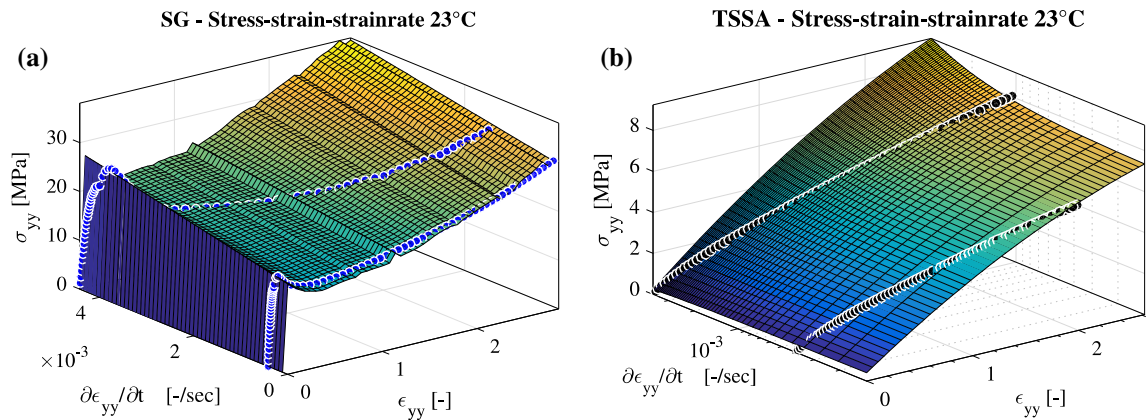 SG - Stress-strain-strainrate 23°C
(a)
30
20
10
0
σyy [MPa]
4
2
0
×10⁻³
∂ϵyy/∂t [-/sec]
0
1
2
ϵyy [-]
TSSA - Stress-strain-strainrate 23°C
(b)
8
6
4
2
0
σyy [MPa]
10⁻³
∂ϵyy/∂t [-/sec]
0
1
2
ϵyy [-]